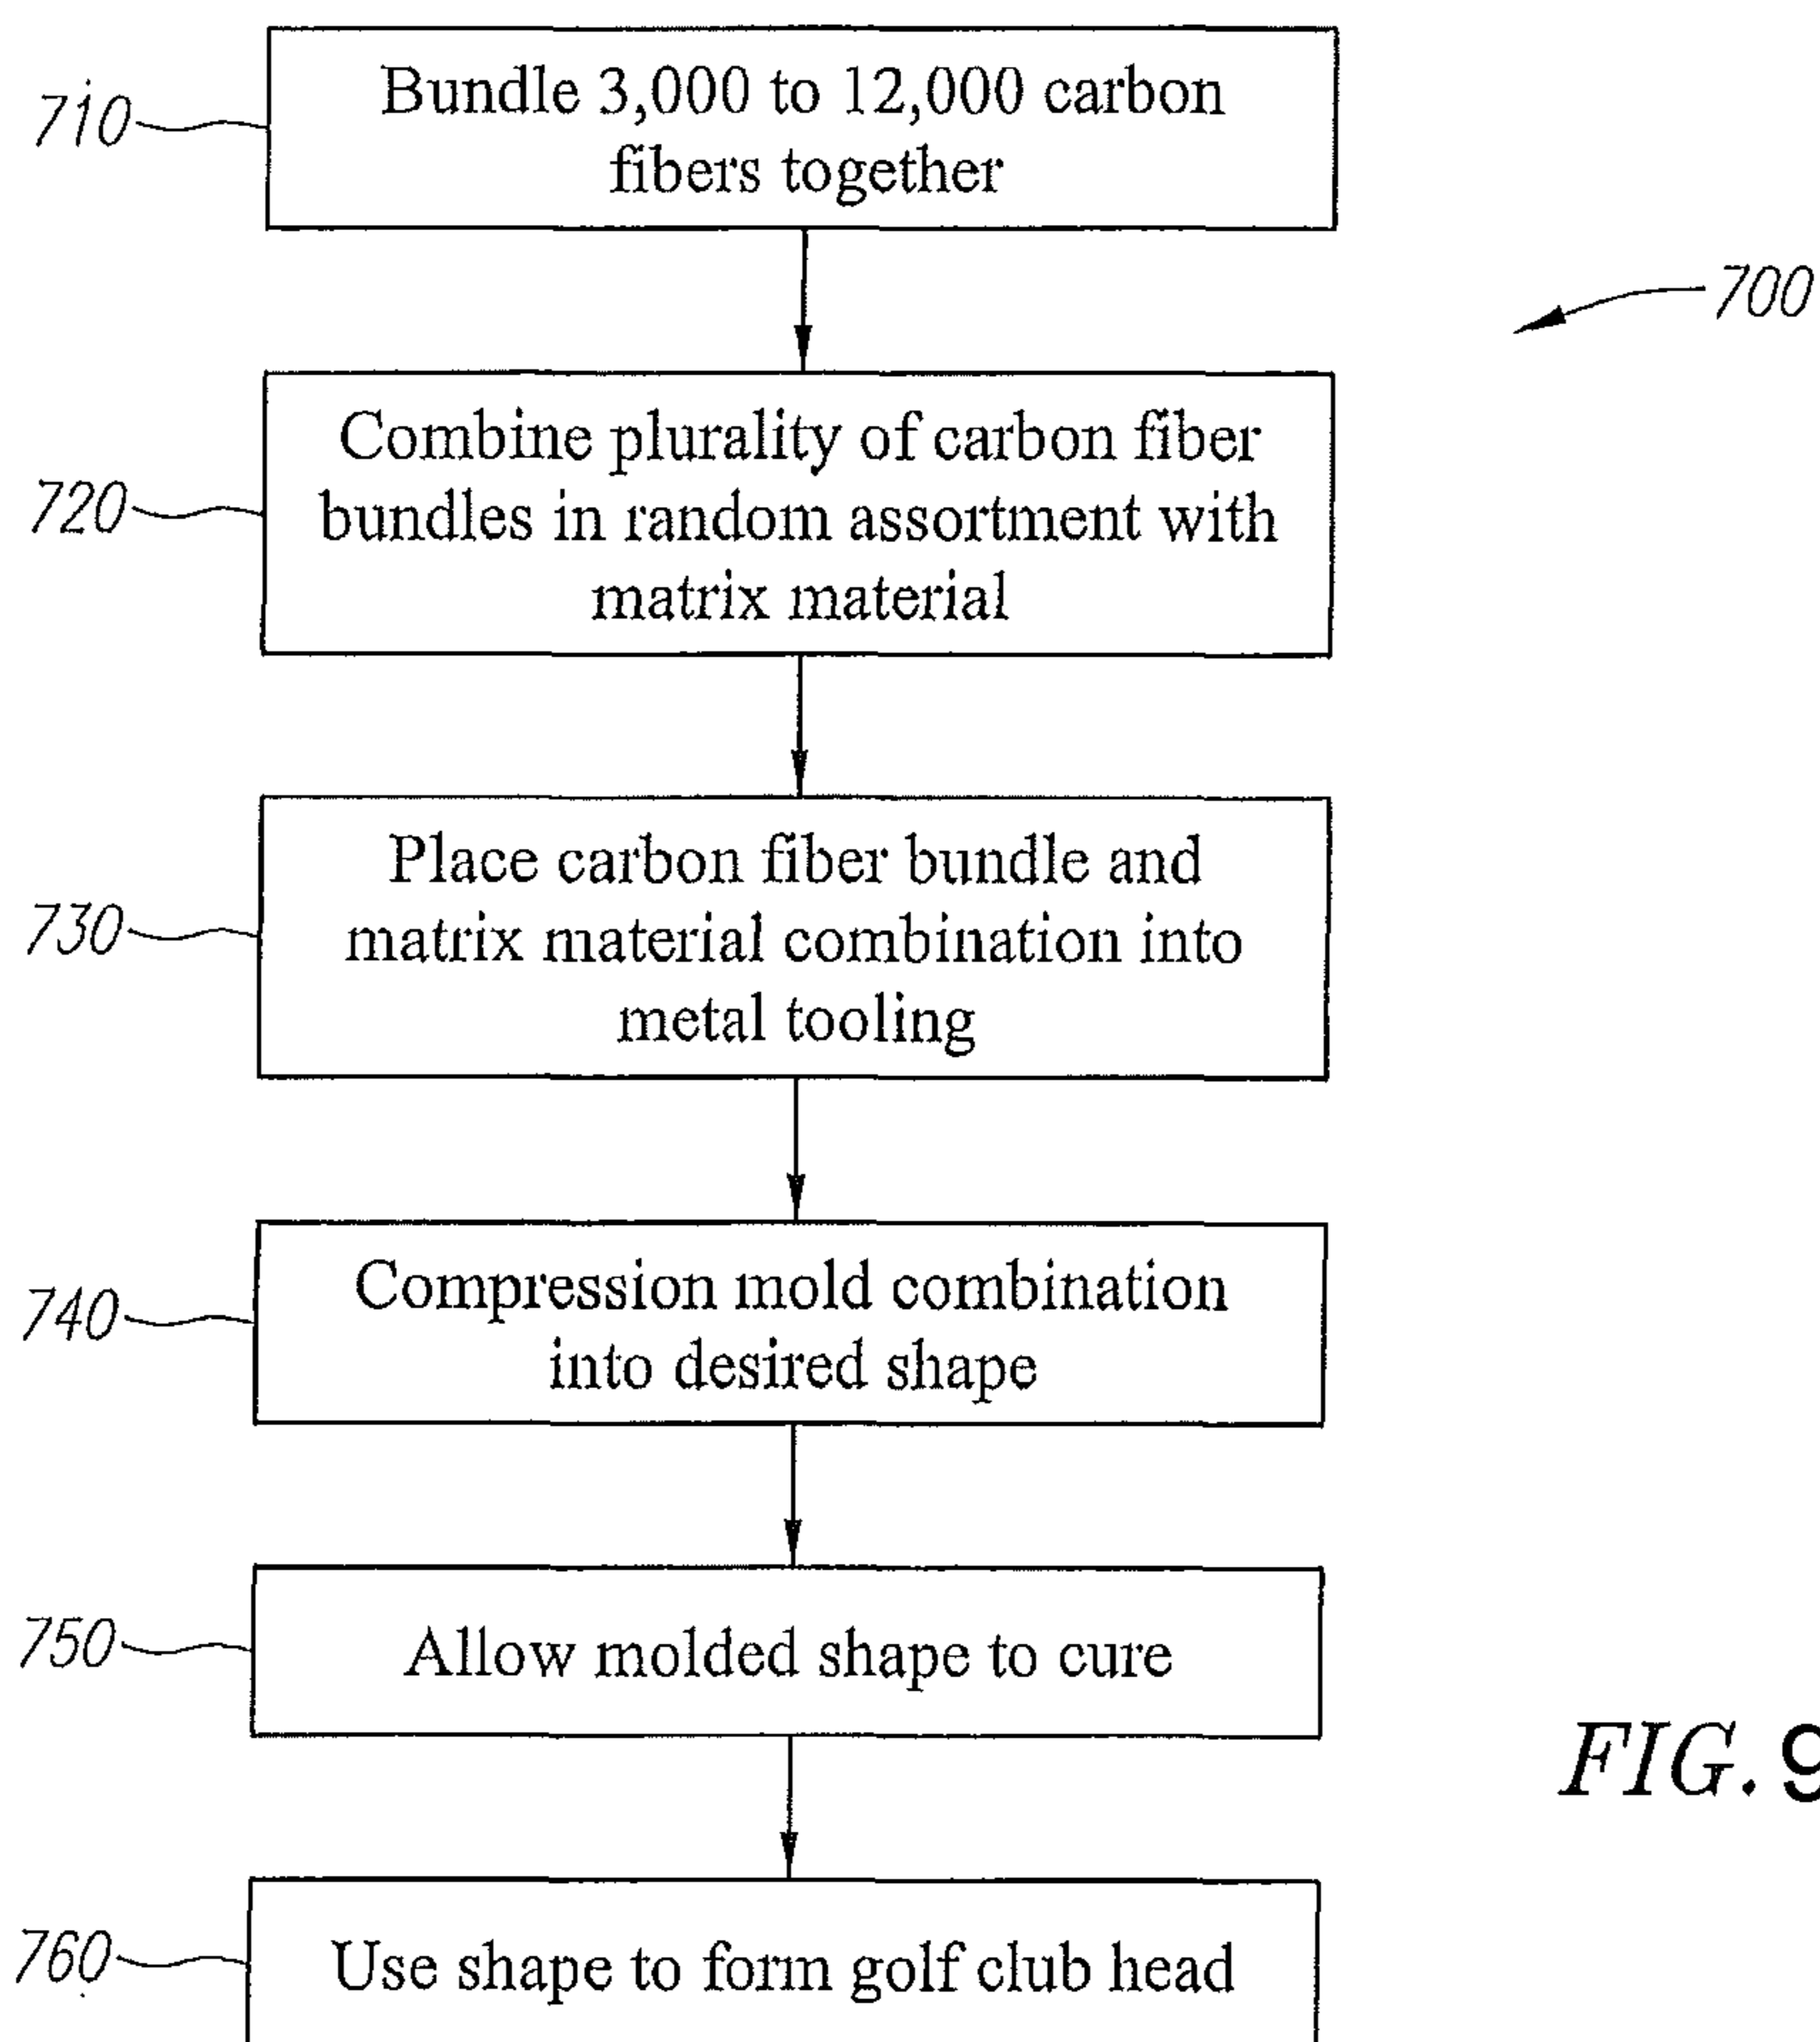 710
Bundle 3,000 to 12,000 carbon
fibers together
700
720
Combine plurality of carbon fiber
bundles in random assortment with
matrix material
730
Place carbon fiber bundle and
matrix material combination into
metal tooling
740
Compression mold combination
into desired shape
750
Allow molded shape to cure
FIG. 9
760
Use shape to form golf club head